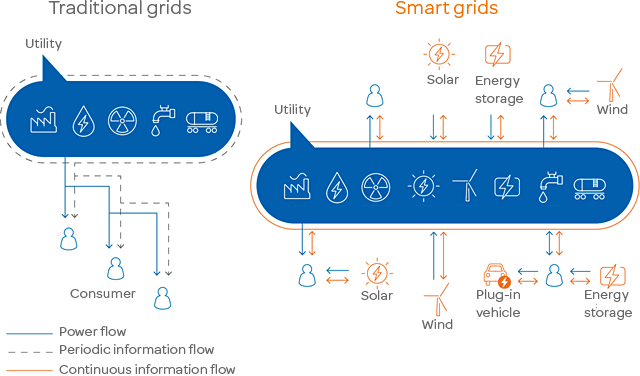 Traditional grids
Smart grids
Utility
Solar
Energy
storage
Wind
Utility
Consumer
Solar
Wind
Plug-in
vehicle
Energy
storage
Power flow
Periodic information flow
Continuous information flow